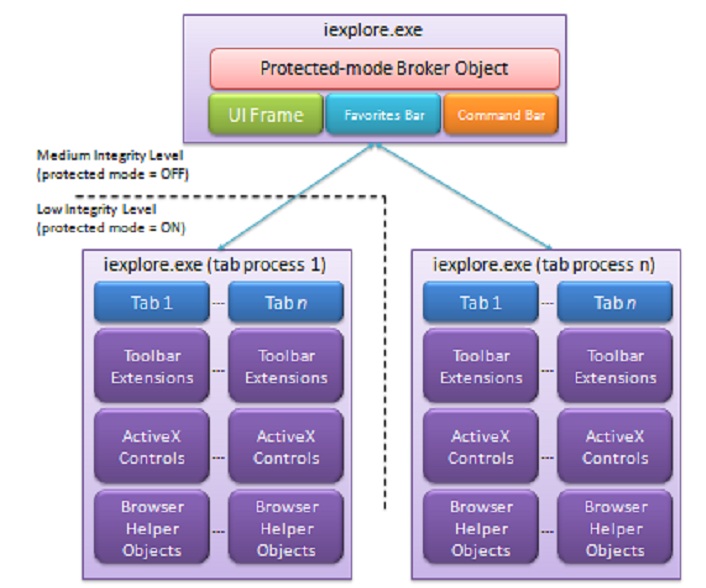 iexplore.exe
Protected-mode Broker Object
UI Frame
Favorites Bar
Command Bar
Medium Integrity Level
(protected mode = OFF)
Low Integrity Level
(protected mode = ON)
iexplore.exe (tab process 1)
Tab 1 ... Tab n
Toolbar
Extensions
...
Toolbar
Extensions
ActiveX
Controls
...
ActiveX
Controls
Browser
Helper
Objects
...
Browser
Helper
Objects
iexplore.exe (tab process n)
Tab 1 ... Tab n
Toolbar
Extensions
...
Toolbar
Extensions
ActiveX
Controls
...
ActiveX
Controls
Browser
Helper
Objects
...
Browser
Helper
Objects